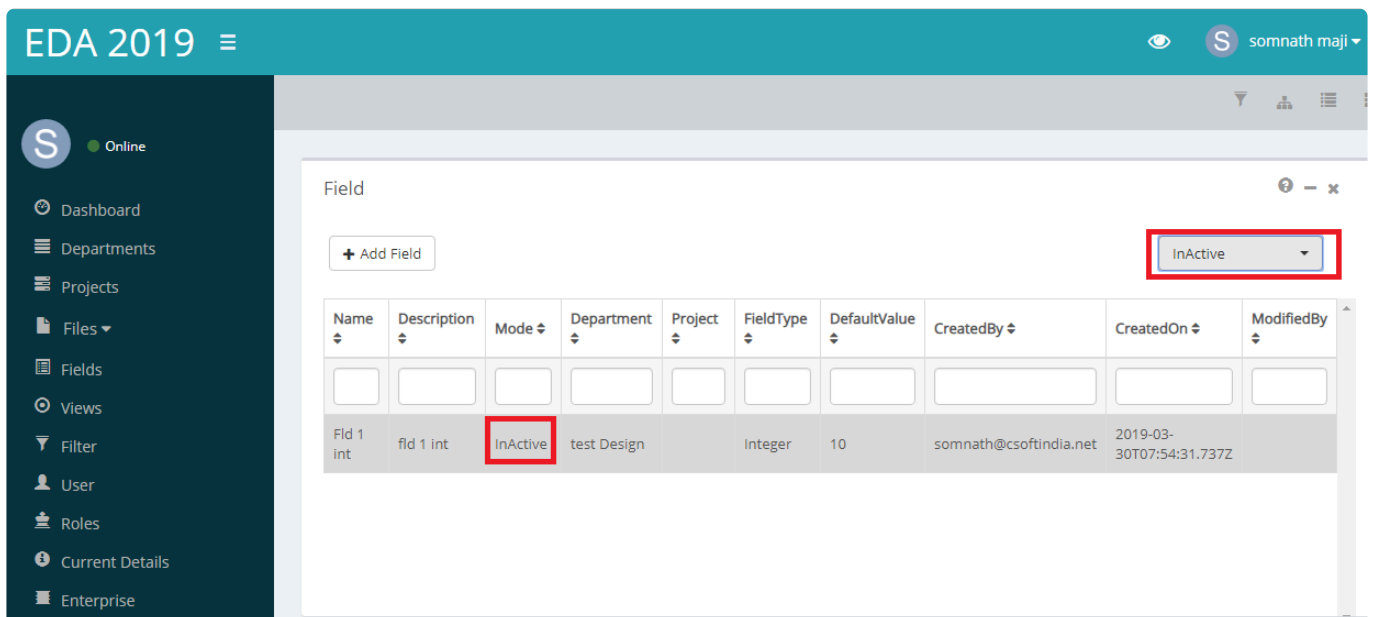 EDA 2019
S somnath maji
S Online
Dashboard
Departments
Projects
Files
Fields
Views
Filter
User
Roles
Current Details
Enterprise
Field
Add Field
InActive
Name Description Mode Department Project FieldType DefaultValue CreatedBy CreatedOn ModifiedBy
Fld 1 int fld 1 int InActive test Design Integer 10 somnath@csoftindia.net 2019-03-30T07:54:31.737Z